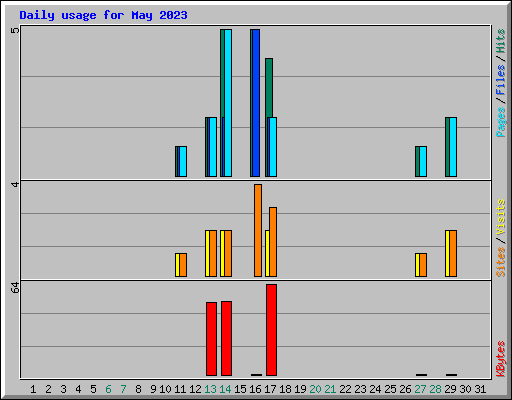 Daily usage for May 2023
5
4
64
Pages / Files / Hits
Sites / Visits
KBytes
1 2 3 4 5 6 7 8 9 10 11 12 13 14 15 16 17 18 19 20 21 22 23 24 25 26 27 28 29 30 31